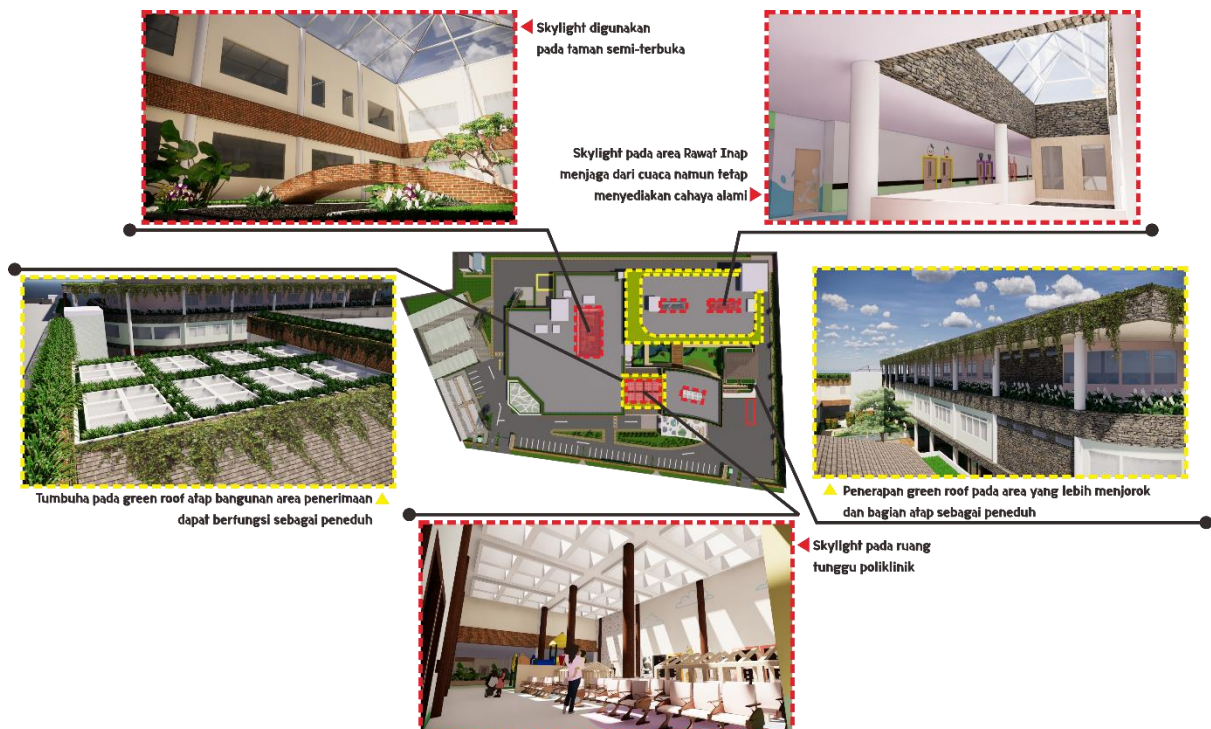 Skylight digunakan
pada taman semi-terbuka
Skylight pada area Rawat Inap
menjaga dari cuaca namun tetap
menyediakan cahaya alami
Tumbuha pada green roof atap bangunan area penerimaan
dapat berfungsi sebagai peneduh
Penerapan green roof pada area yang lebih menjorok
dan bagian atap sebagai peneduh
Skylight pada ruang
tunggu poliklinik